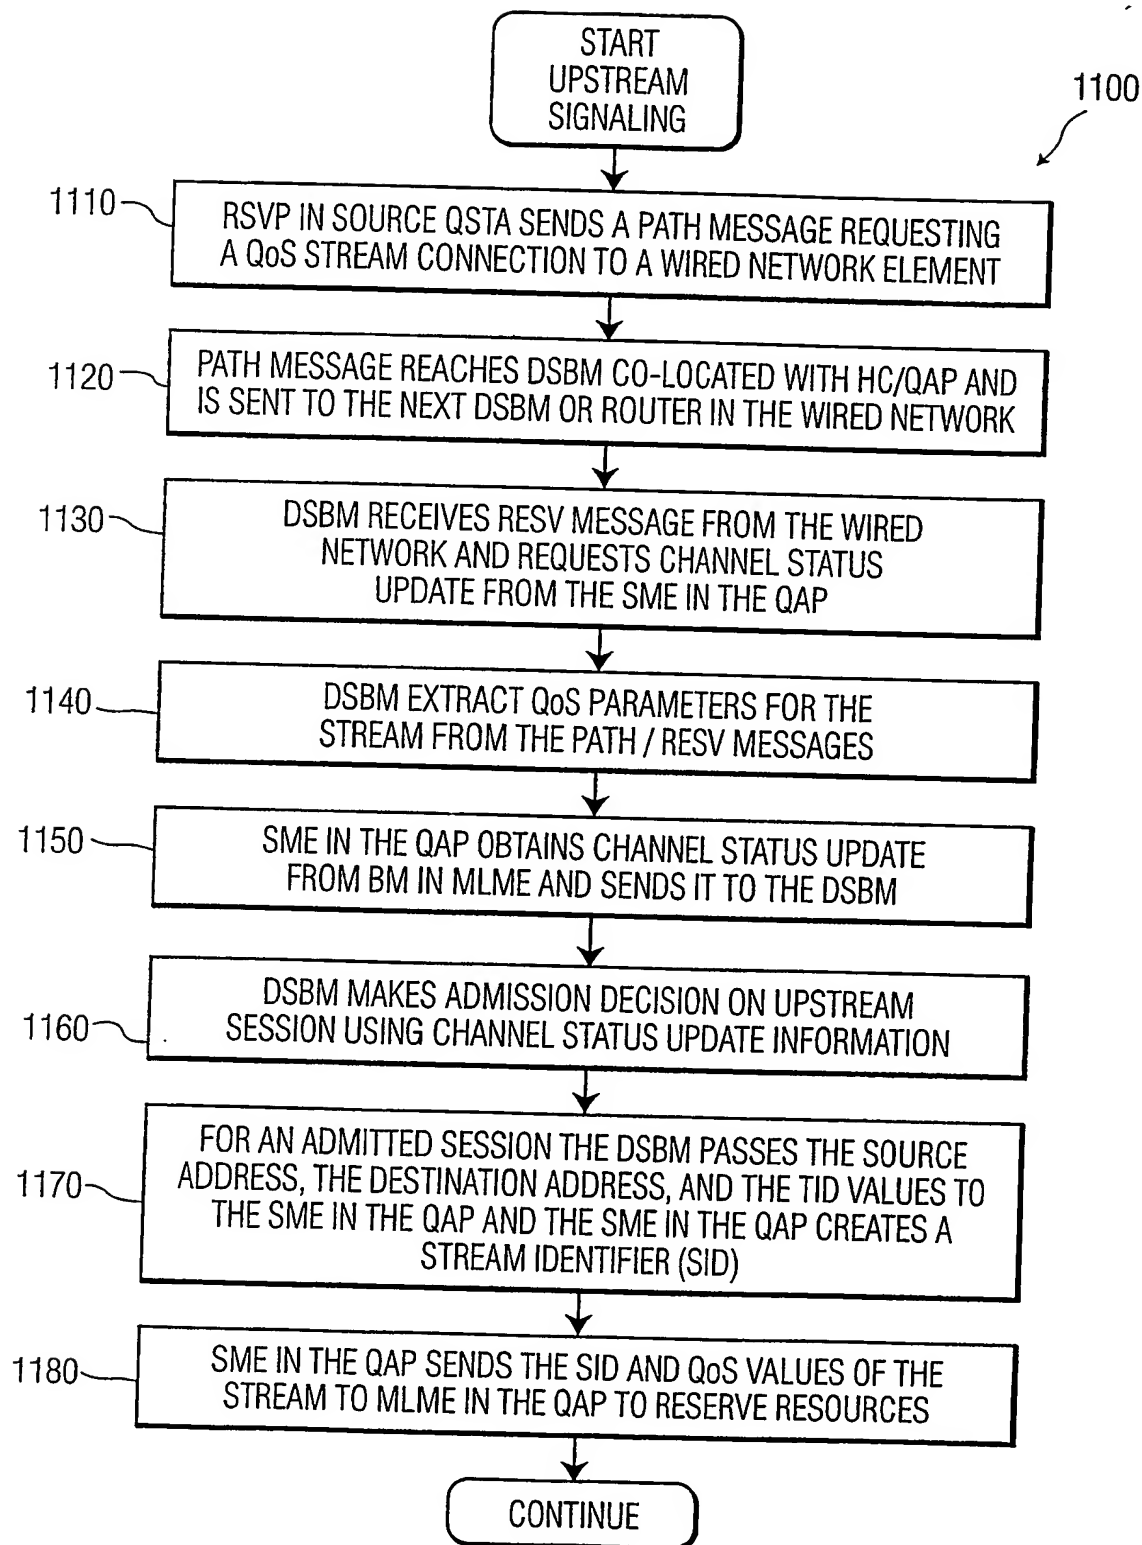 START
UPSTREAM
SIGNALING
1100
1110
RSVP IN SOURCE QSTA SENDS A PATH MESSAGE REQUESTING
A QoS STREAM CONNECTION TO A WIRED NETWORK ELEMENT
1120
PATH MESSAGE REACHES DSBM CO-LOCATED WITH HC/QAP AND
IS SENT TO THE NEXT DSBM OR ROUTER IN THE WIRED NETWORK
1130
DSBM RECEIVES RESV MESSAGE FROM THE WIRED
NETWORK AND REQUESTS CHANNEL STATUS
UPDATE FROM THE SME IN THE QAP
1140
DSBM EXTRACT QoS PARAMETERS FOR THE
STREAM FROM THE PATH / RESV MESSAGES
1150
SME IN THE QAP OBTAINS CHANNEL STATUS UPDATE
FROM BM IN MLME AND SENDS IT TO THE DSBM
1160
DSBM MAKES ADMISSION DECISION ON UPSTREAM
SESSION USING CHANNEL STATUS UPDATE INFORMATION
1170
FOR AN ADMITTED SESSION THE DSBM PASSES THE SOURCE
ADDRESS, THE DESTINATION ADDRESS, AND THE TID VALUES TO
THE SME IN THE QAP AND THE SME IN THE QAP CREATES A
STREAM IDENTIFIER (SID)
1180
SME IN THE QAP SENDS THE SID AND QoS VALUES OF THE
STREAM TO MLME IN THE QAP TO RESERVE RESOURCES
CONTINUE